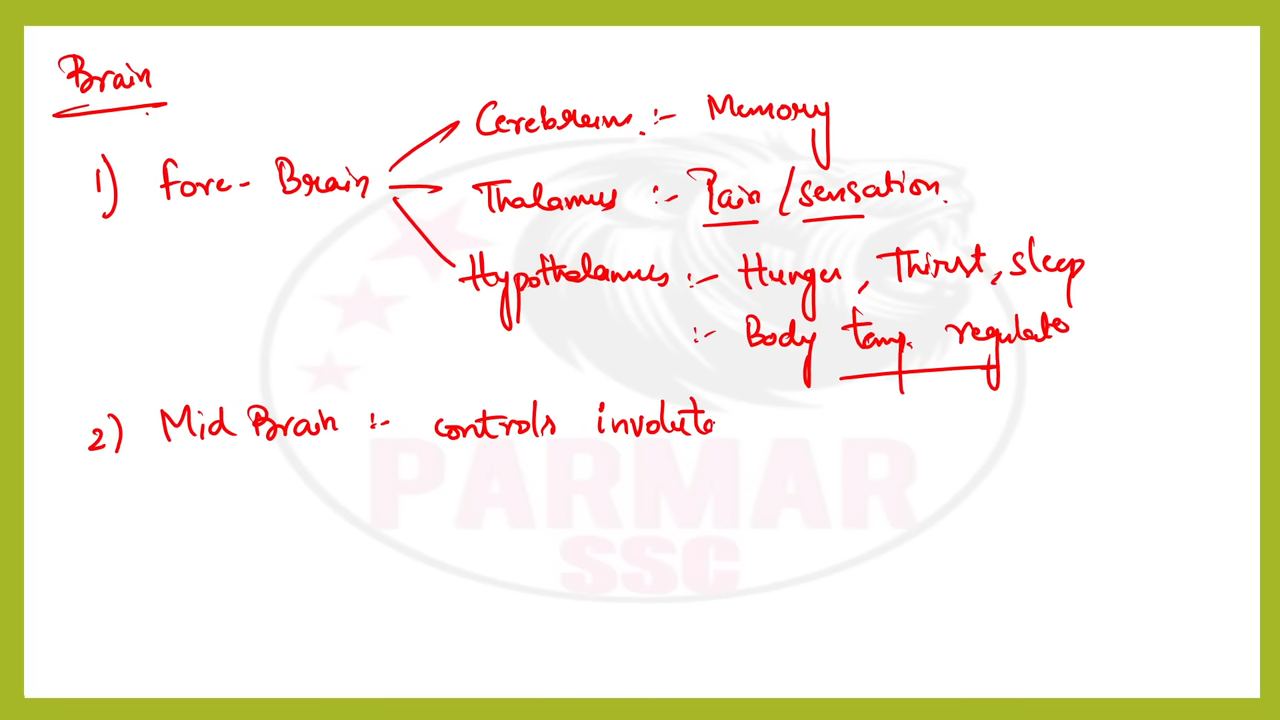 Brain
Cerebrum :- Memory
1) Fore-Brain
Thalamus :- Pain / sensation.
Hypothalamus :- Hunger, Thirst, sleep
:- Body temp. regulate
2) Mid Brain :- controls involuta
PARMAR
SSC